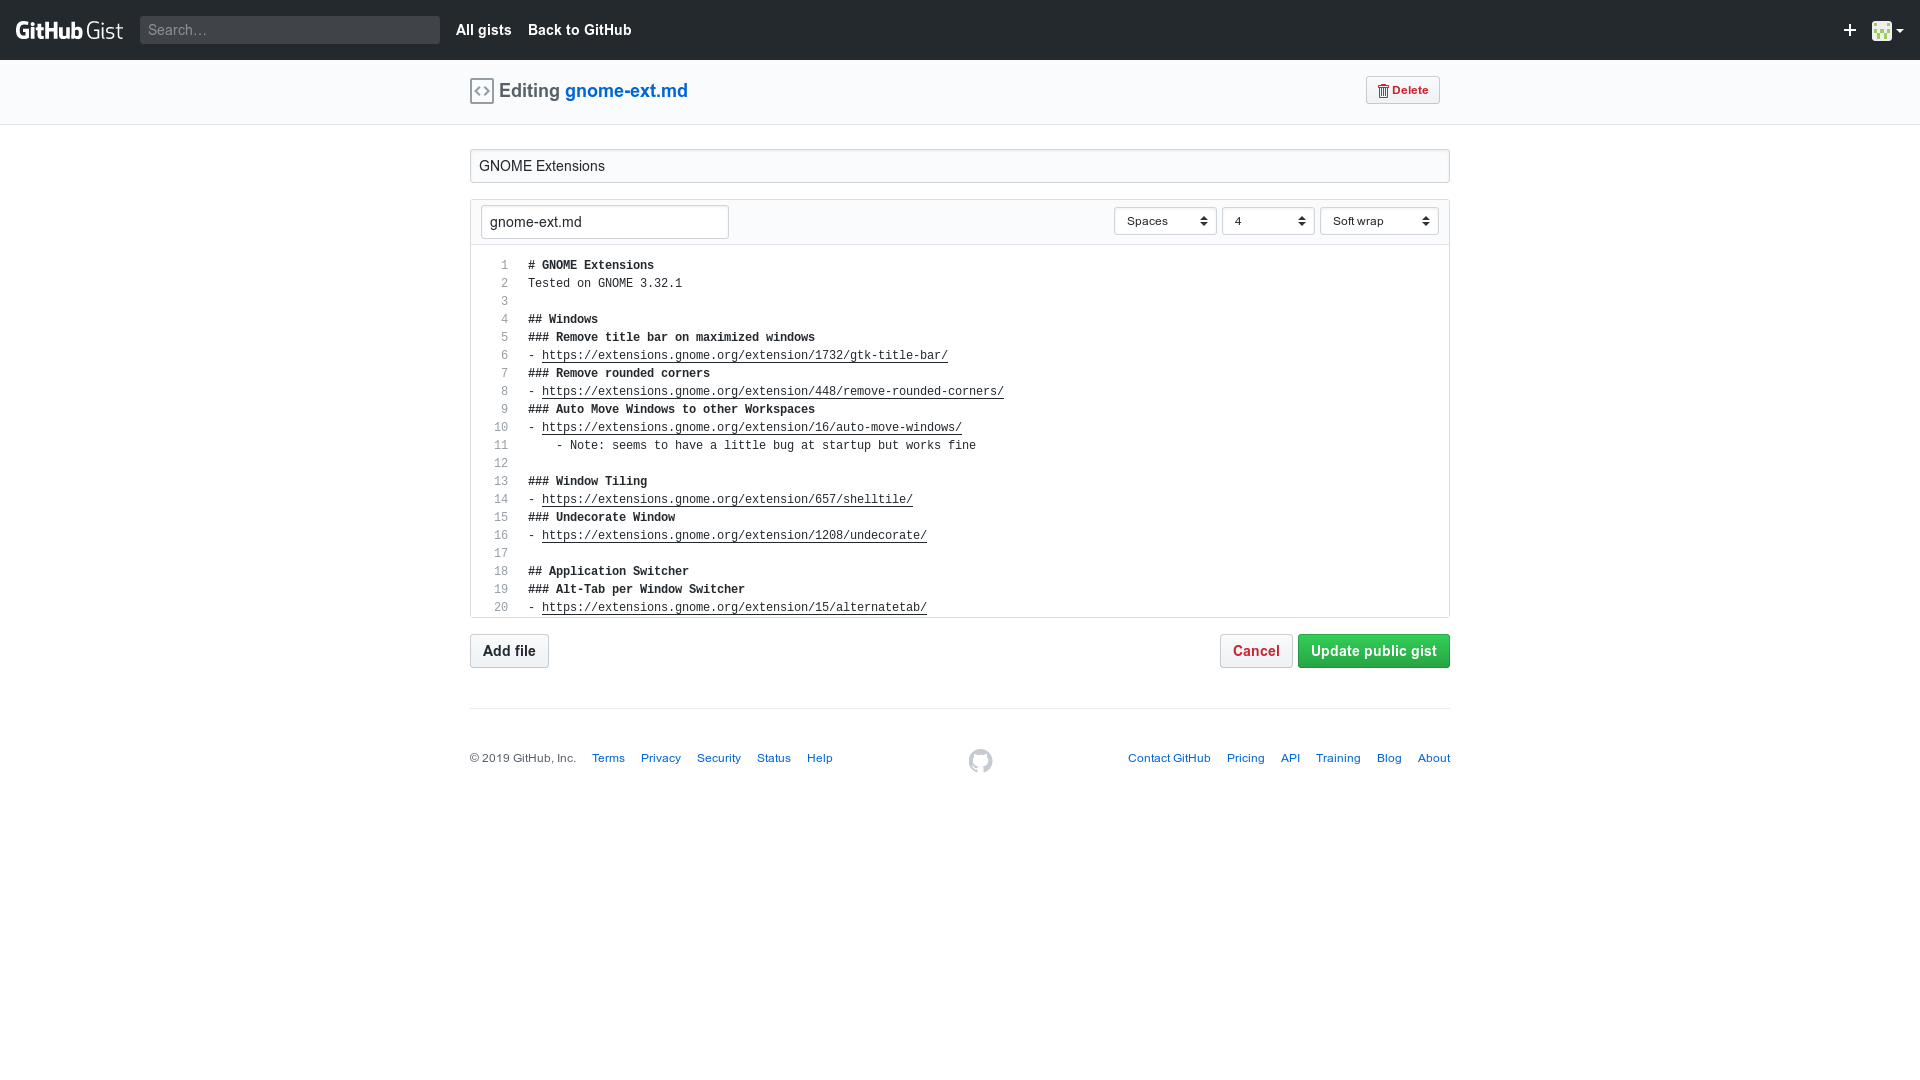 GitHub Gist Search… All gists Back to GitHub
Editing gnome-ext.md Delete
GNOME Extensions
gnome-ext.md Spaces 4 Soft wrap
1 # GNOME Extensions
2 Tested on GNOME 3.32.1
3
4 ## Windows
5 ### Remove title bar on maximized windows
6 - https://extensions.gnome.org/extension/1732/gtk-title-bar/
7 ### Remove rounded corners
8 - https://extensions.gnome.org/extension/448/remove-rounded-corners/
9 ### Auto Move Windows to other Workspaces
10 - https://extensions.gnome.org/extension/16/auto-move-windows/
11     - Note: seems to have a little bug at startup but works fine
12
13 ### Window Tiling
14 - https://extensions.gnome.org/extension/657/shelltile/
15 ### Undecorate Window
16 - https://extensions.gnome.org/extension/1208/undecorate/
17
18 ## Application Switcher
19 ### Alt-Tab per Window Switcher
20 - https://extensions.gnome.org/extension/15/alternatetab/
Add file Cancel Update public gist
© 2019 GitHub, Inc. Terms Privacy Security Status Help Contact GitHub Pricing API Training Blog About